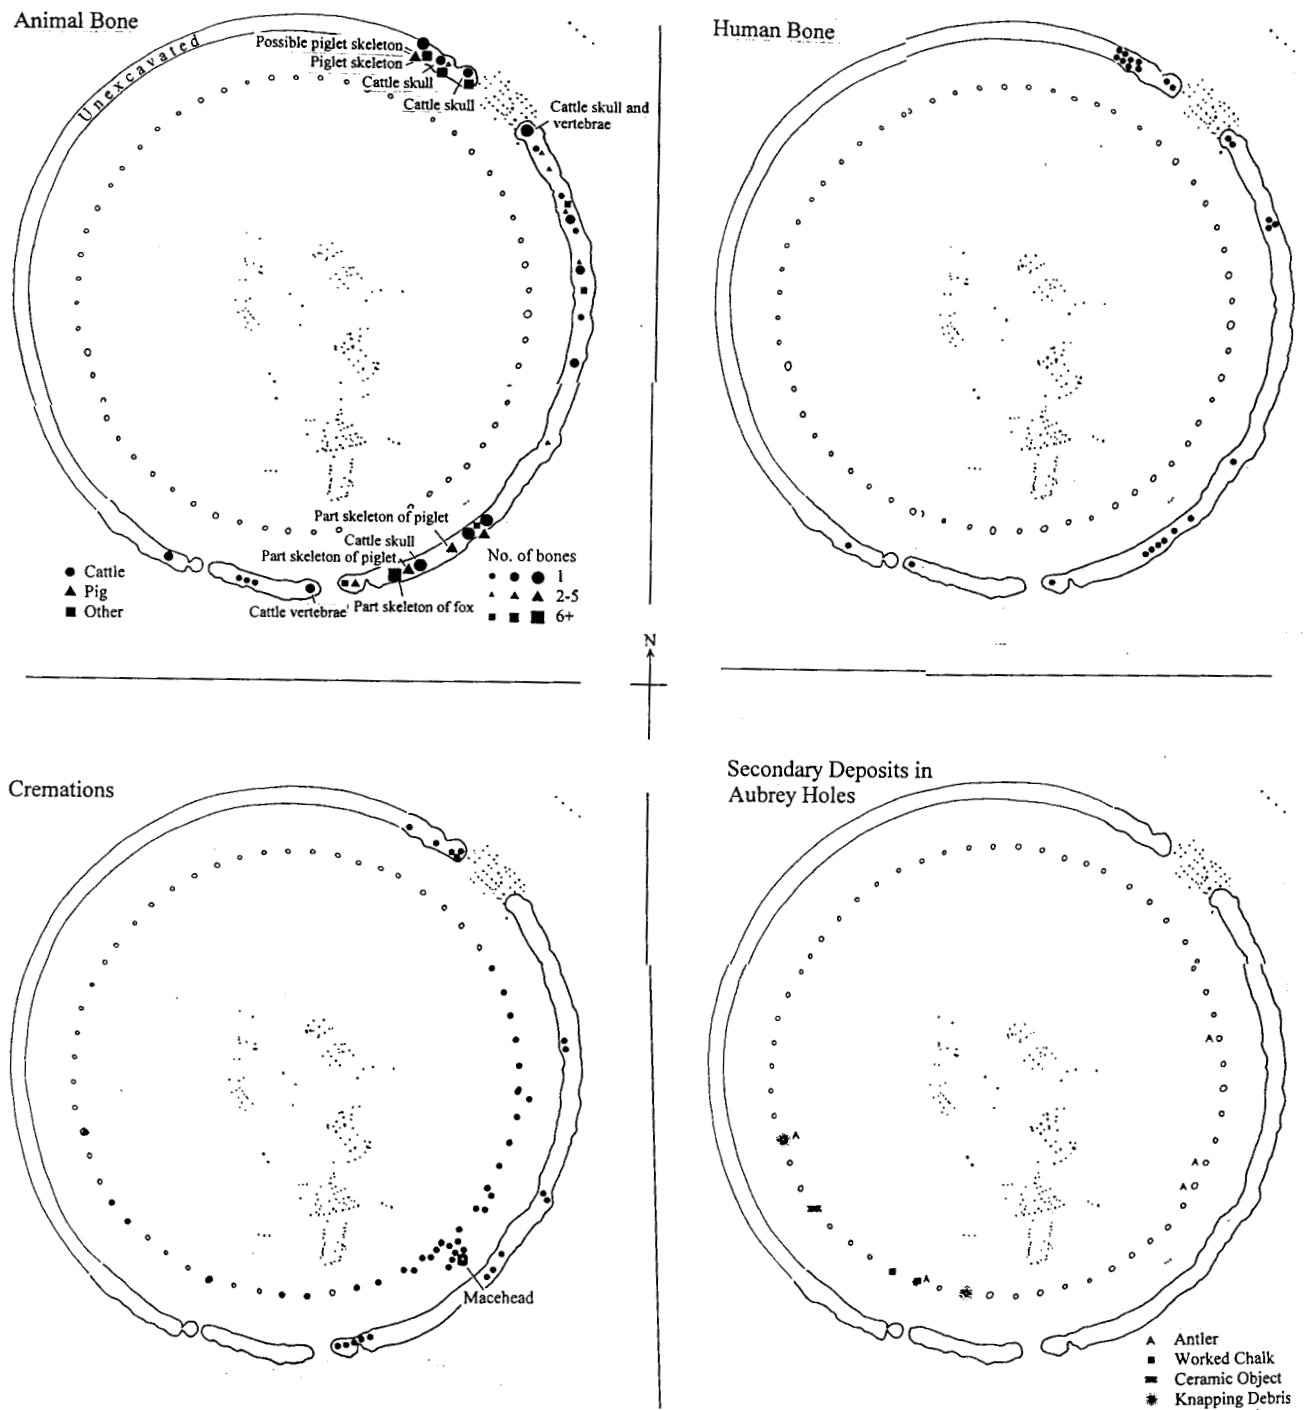 Animal Bone
Unexcavated
Possible piglet skeleton
Piglet skeleton
Cattle skull
Cattle skull
Cattle skull and
vertebrae
Part skeleton of piglet
Cattle skull
Part skeleton of piglet
Cattle vertebrae
Part skeleton of fox
Cattle
Pig
Other
No. of bones
1
2-5
6+
Human Bone
N
Cremations
Macehead
Secondary Deposits in
Aubrey Holes
A
A
A
A
A
A Antler
Worked Chalk
Ceramic Object
Knapping Debris